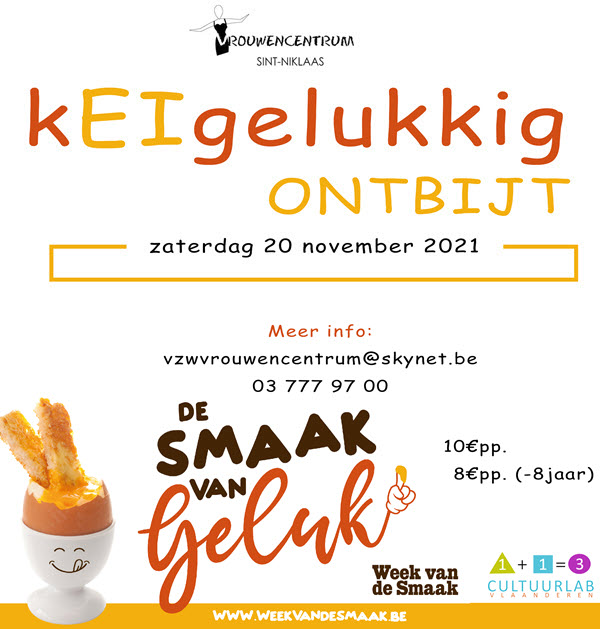 VROUWENCENTRUM
SINT-NIKLAAS
kEIgelukkig
ONTBIJT
zaterdag 20 november 2021
Meer info:
vzwvrouwencentrum@skynet.be
03 777 97 00
DE
SMAAK
VAN
Geluk
10€pp.
8€pp. (-8jaar)
Week van
de Smaak
1 + 1 = 3
CULTUURLAB
VLAANDEREN
WWW.WEEKVANDESMAAK.BE